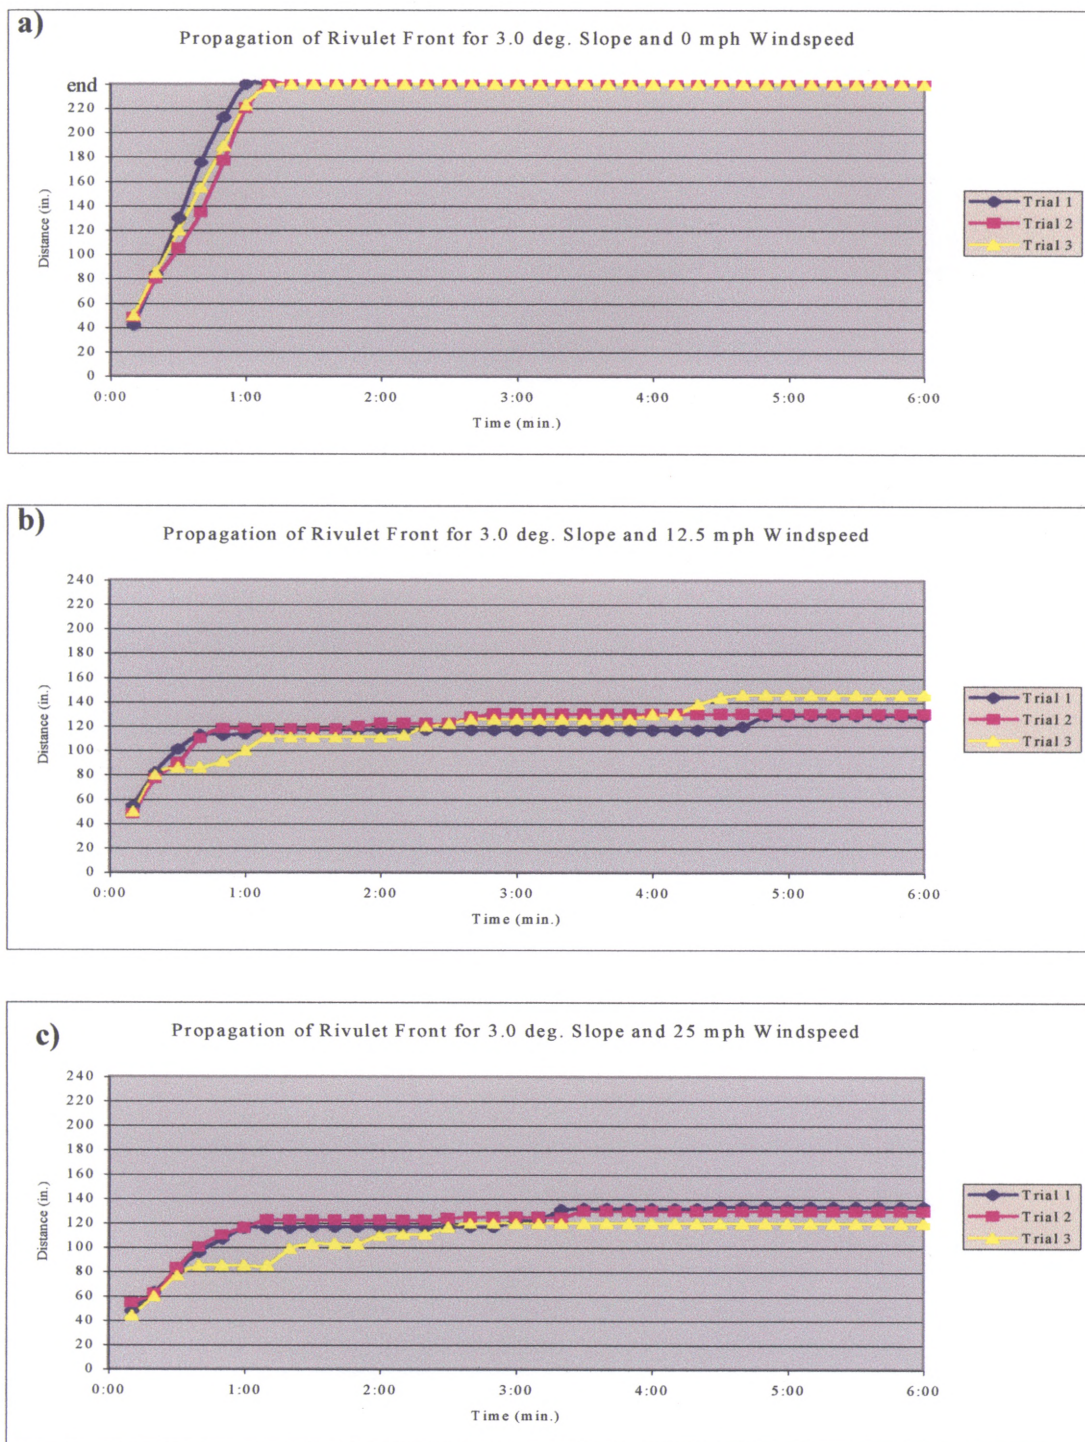 a)
Propagation of Rivulet Front for 3.0 deg. Slope and 0 mph Windspeed
end
220
200
180
160
140
120
100
80
60
40
20
0
Distance (in.)
0:00 1:00 2:00 3:00 4:00 5:00 6:00
Time (min.)
Trial 1
Trial 2
Trial 3
b)
Propagation of Rivulet Front for 3.0 deg. Slope and 12.5 mph Windspeed
240
220
200
180
160
140
120
100
80
60
40
20
0
Distance (in.)
0:00 1:00 2:00 3:00 4:00 5:00 6:00
Time (min.)
Trial 1
Trial 2
Trial 3
c)
Propagation of Rivulet Front for 3.0 deg. Slope and 25 mph Windspeed
240
220
200
180
160
140
120
100
80
60
40
20
0
Distance (in.)
0:00 1:00 2:00 3:00 4:00 5:00 6:00
Time (min.)
Trial 1
Trial 2
Trial 3